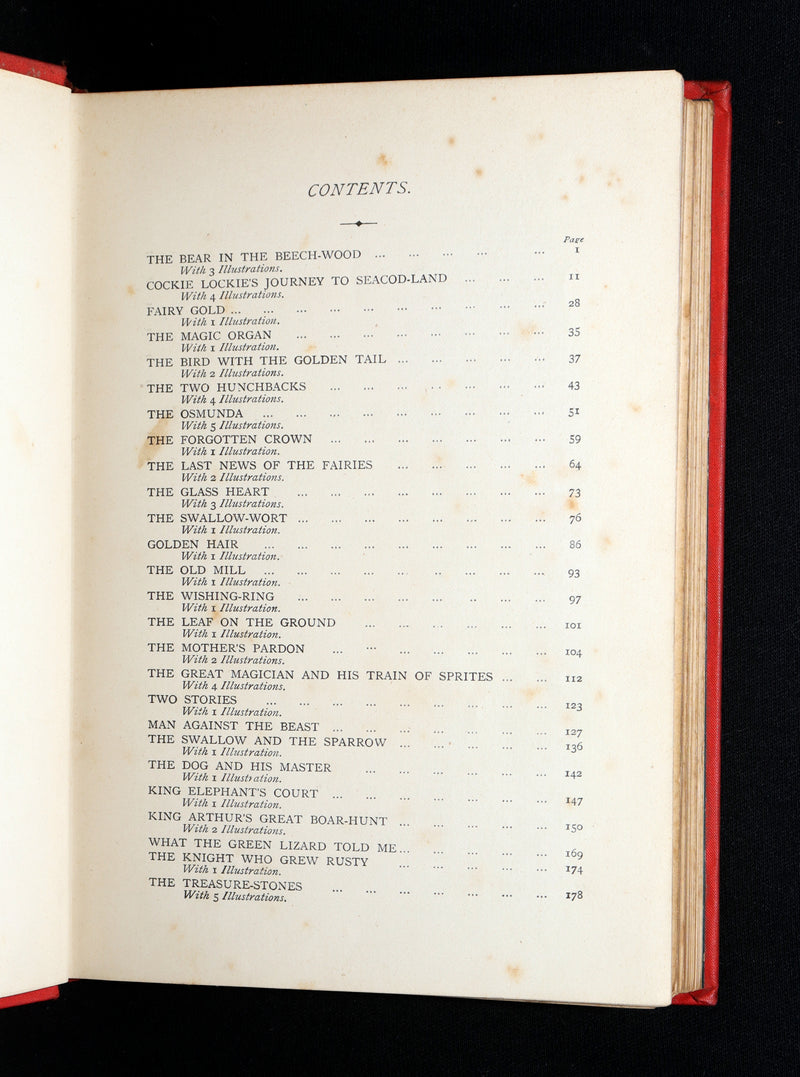 CONTENTS.
Page
THE BEAR IN THE BEECH-WOOD ... ... ... ... ... 1
With 3 Illustrations.
COCKIE LOCKIE'S JOURNEY TO SEACOD-LAND ... ... ... 11
With 4 Illustrations.
FAIRY GOLD ... ... ... ... ... ... ... ... ... ... 28
With 1 Illustration.
THE MAGIC ORGAN ... ... ... ... ... ... ... ... 35
With 1 Illustration.
THE BIRD WITH THE GOLDEN TAIL ... ... ... ... ... 37
With 2 Illustrations.
THE TWO HUNCHBACKS ... ... ... .. ... ... ... 43
With 4 Illustrations.
THE OSMUNDA ... ... ... ... ... ... ... ... ... 51
With 5 Illustrations.
THE FORGOTTEN CROWN ... ... ... ... ... ... ... 59
With 1 Illustration.
THE LAST NEWS OF THE FAIRIES ... ... ... ... ... 64
With 2 Illustrations.
THE GLASS HEART ... ... ... ... ... ... ... ... 73
With 3 Illustrations.
THE SWALLOW-WORT ... ... ... ... ... ... ... ... 76
With 1 Illustration.
GOLDEN HAIR ... ... ... ... ... ... ... ... ... 86
With 1 Illustration.
THE OLD MILL ... ... ... ... ... .. ... ... ... 93
With 1 Illustration.
THE WISHING-RING ... ... ... ... ... .. ... ... 97
With 1 Illustration.
THE LEAF ON THE GROUND ... ... .. ... ... ... 101
With 1 Illustration.
THE MOTHER'S PARDON ... ... ... ... ... ... ... 104
With 2 Illustrations.
THE GREAT MAGICIAN AND HIS TRAIN OF SPRITES ... ... 112
With 4 Illustrations.
TWO STORIES ... ... ... ... ... ... ... ... ... 123
With 1 Illustration.
MAN AGAINST THE BEAST ... ... ... ... ... ... ... 127
THE SWALLOW AND THE SPARROW ... ... ... ... ... 136
With 1 Illustration.
THE DOG AND HIS MASTER ... ... ... ... ... ... 142
With 1 Illustration.
KING ELEPHANT'S COURT ... ... ... ... ... ... ... 147
With 1 Illustration.
KING ARTHUR'S GREAT BOAR-HUNT ... ... ... ... ... 150
With 2 Illustrations.
WHAT THE GREEN LIZARD TOLD ME... ... ... ... ... 169
THE KNIGHT WHO GREW RUSTY ... ... ... ... ... 174
With 1 Illustration.
THE TREASURE-STONES ... ... ... ... ... ... ... 178
With 5 Illustrations.